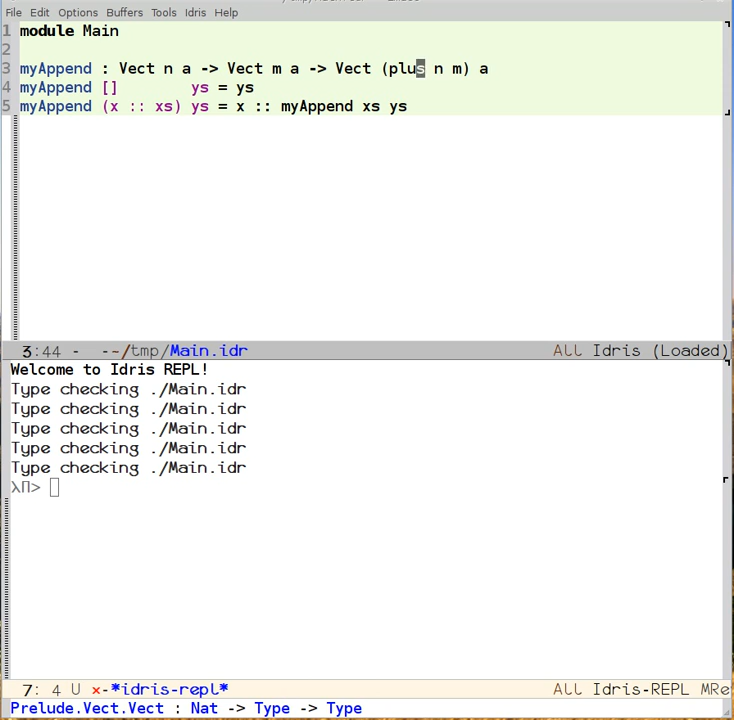 File Edit Options Buffers Tools Idris Help
1 module Main
2
3 myAppend : Vect n a -> Vect m a -> Vect (plus n m) a
4 myAppend []        ys = ys
5 myAppend (x :: xs) ys = x :: myAppend xs ys
3:44 -  --/tmp/Main.idr All Idris (Loaded)
Welcome to Idris REPL!
Type checking ./Main.idr
Type checking ./Main.idr
Type checking ./Main.idr
Type checking ./Main.idr
Type checking ./Main.idr
λΠ>
7: 4 U x-*idris-repl* All Idris-REPL MRe
Prelude.Vect.Vect : Nat -> Type -> Type